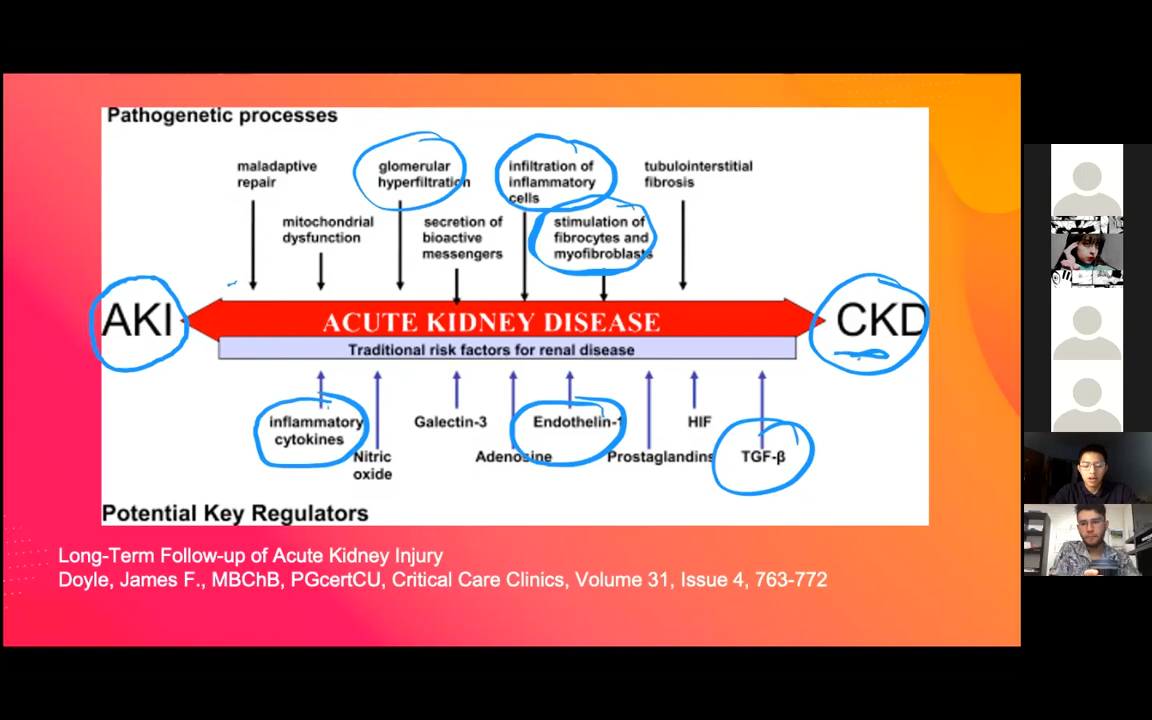 Pathogenetic processes
maladaptive
repair
glomerular
hyperfiltration
infiltration of
inflammatory
cells
tubulointerstitial
fibrosis
mitochondrial
dysfunction
secretion of
bioactive
messengers
stimulation of
fibrocytes and
myofibroblasts
AKI
ACUTE KIDNEY DISEASE
CKD
Traditional risk factors for renal disease
inflammatory
cytokines
Nitric
oxide
Galectin-3
Adenosine
Endothelin-1
Prostaglandins
HIF
TGF-β
Potential Key Regulators
Long-Term Follow-up of Acute Kidney Injury
Doyle, James F., MBChB, PGcertCU, Critical Care Clinics, Volume 31, Issue 4, 763-772